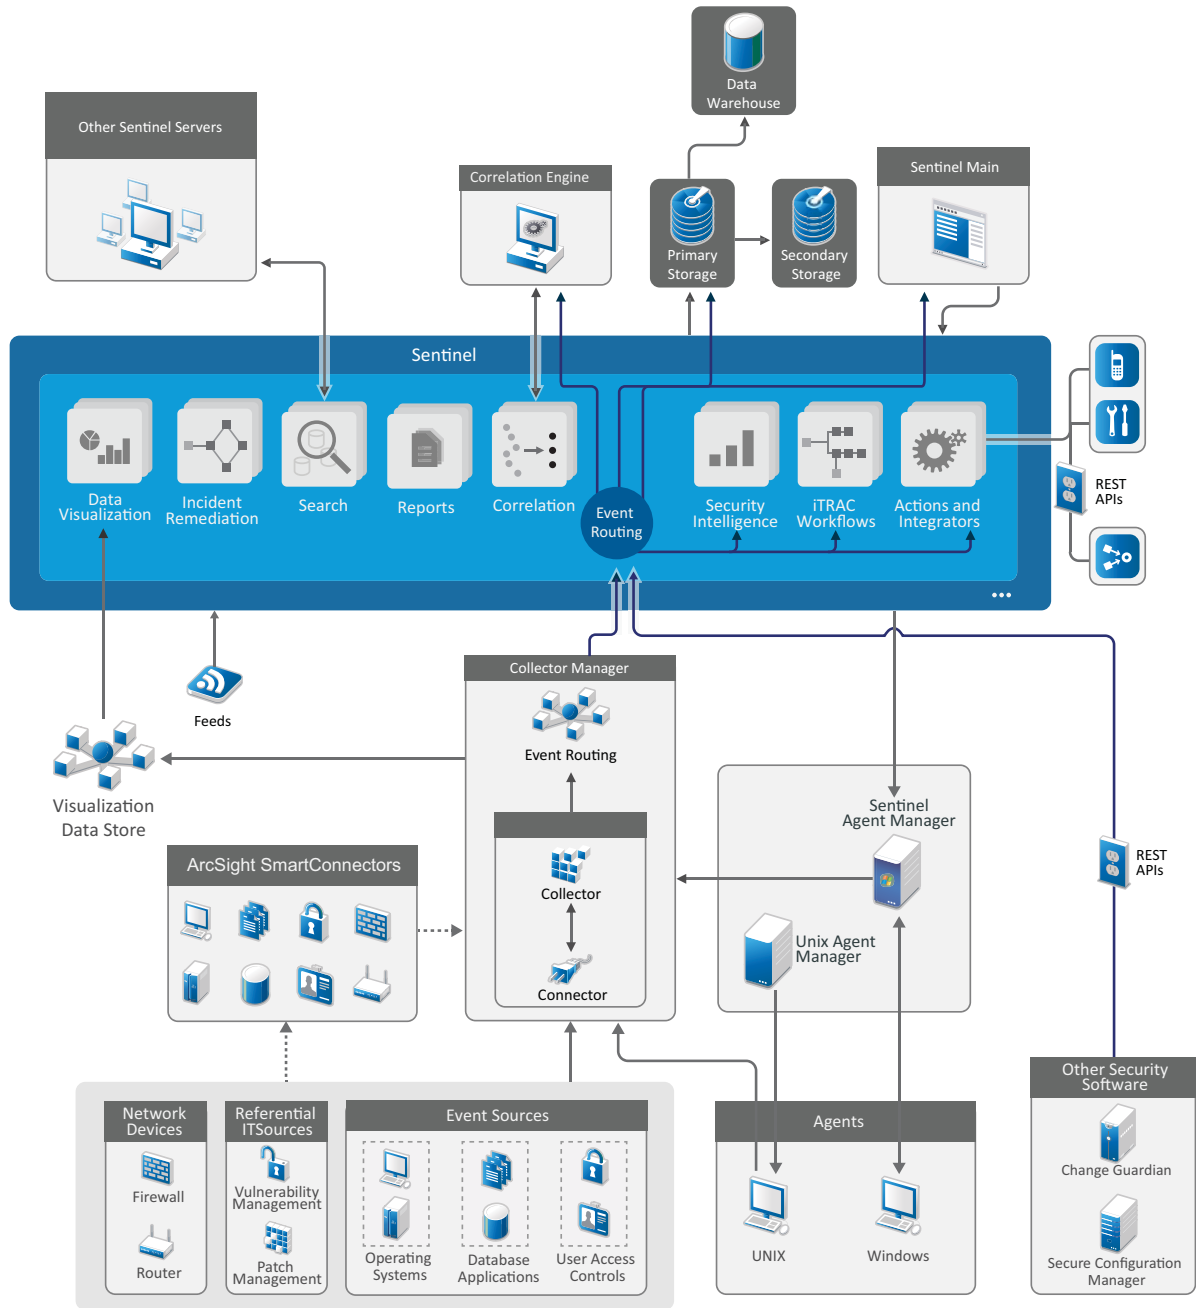 Data
Warehouse
Other Sentinel Servers
Correlation Engine
Primary
Storage
Secondary
Storage
Sentinel Main
Sentinel
Data
Visualization
Incident
Remediation
Search
Reports
Correlation
Event
Routing
Security
Intelligence
iTRAC
Workflows
Actions and
Integrators
REST
APIs
Feeds
Visualization
Data Store
Collector Manager
Event Routing
Collector
Connector
Sentinel
Agent Manager
Unix Agent
Manager
REST
APIs
ArcSight SmartConnectors
Network
Devices
Firewall
Router
Referential
ITSources
Vulnerability
Management
Patch
Management
Event Sources
Operating
Systems
Database
Applications
User Access
Controls
Agents
UNIX
Windows
Other Security
Software
Change Guardian
Secure Configuration
Manager